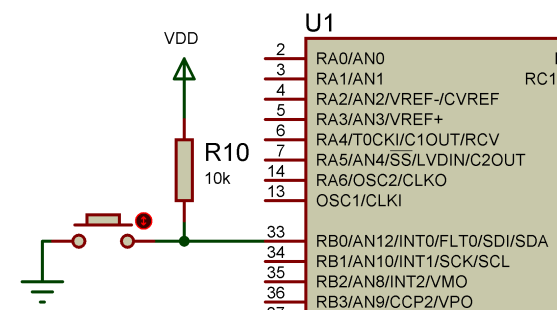 U1
VDD
2 RA0/AN0
3 RA1/AN1 RC1
4 RA2/AN2/VREF-/CVREF
5 RA3/AN3/VREF+
6 RA4/T0CKI/C1OUT/RCV
7 RA5/AN4/SS/LVDIN/C2OUT
14 RA6/OSC2/CLKO
13 OSC1/CLKI
R10
10k
33 RB0/AN12/INT0/FLT0/SDI/SDA
34 RB1/AN10/INT1/SCK/SCL
35 RB2/AN8/INT2/VMO
36 RB3/AN9/CCP2/VPO